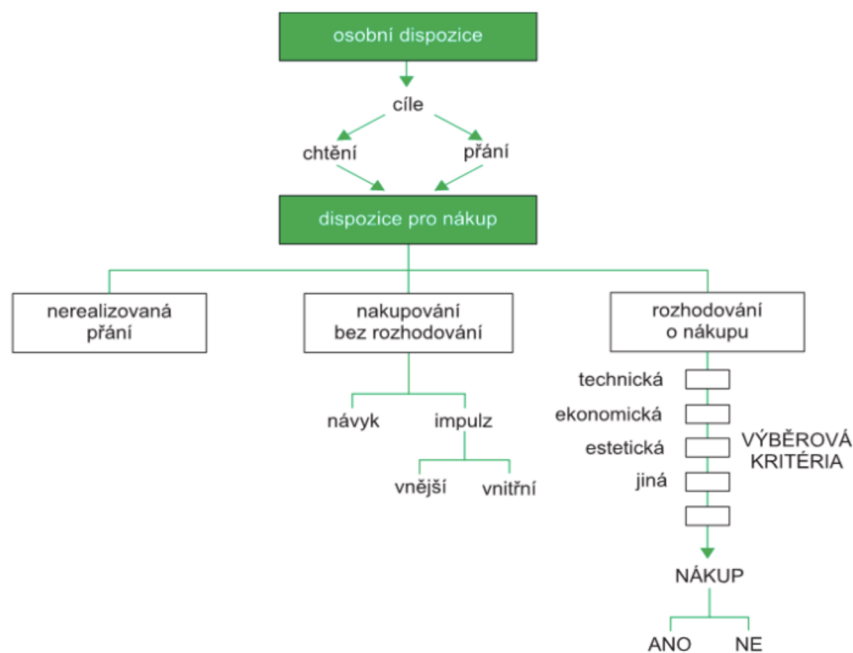 osobní dispozice
cíle
chtění
přání
dispozice pro nákup
nerealizovaná
přání
nakupování
bez rozhodování
rozhodování
o nákupu
návyk
impulz
vnější
vnitřní
technická
ekonomická
estetická
jiná
VÝBĚROVÁ
KRITÉRIA
NÁKUP
ANO
NE